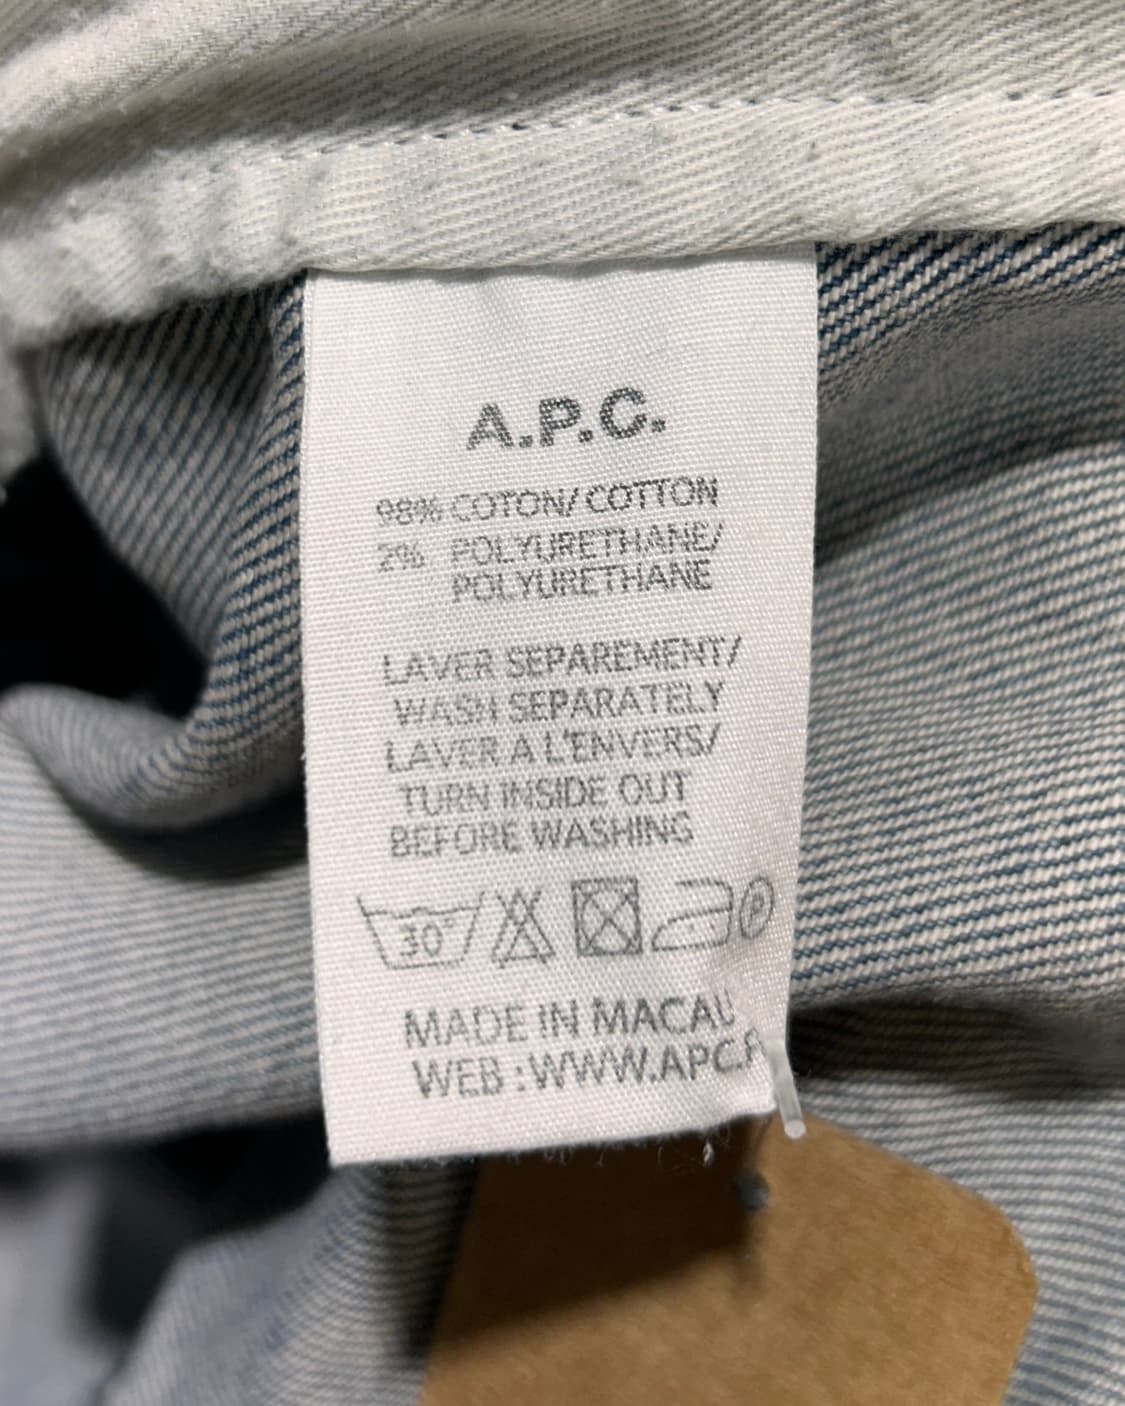 A.P.C.
98% COTON/ COTTON
2% POLYURETHANE/
POLYURETHANE
LAVER SEPAREMENT/
WASH SEPARATELY
LAVER A L'ENVERS/
TURN INSIDE OUT
BEFORE WASHING
30° P
MADE IN MACAU
WEB : WWW.APC.F